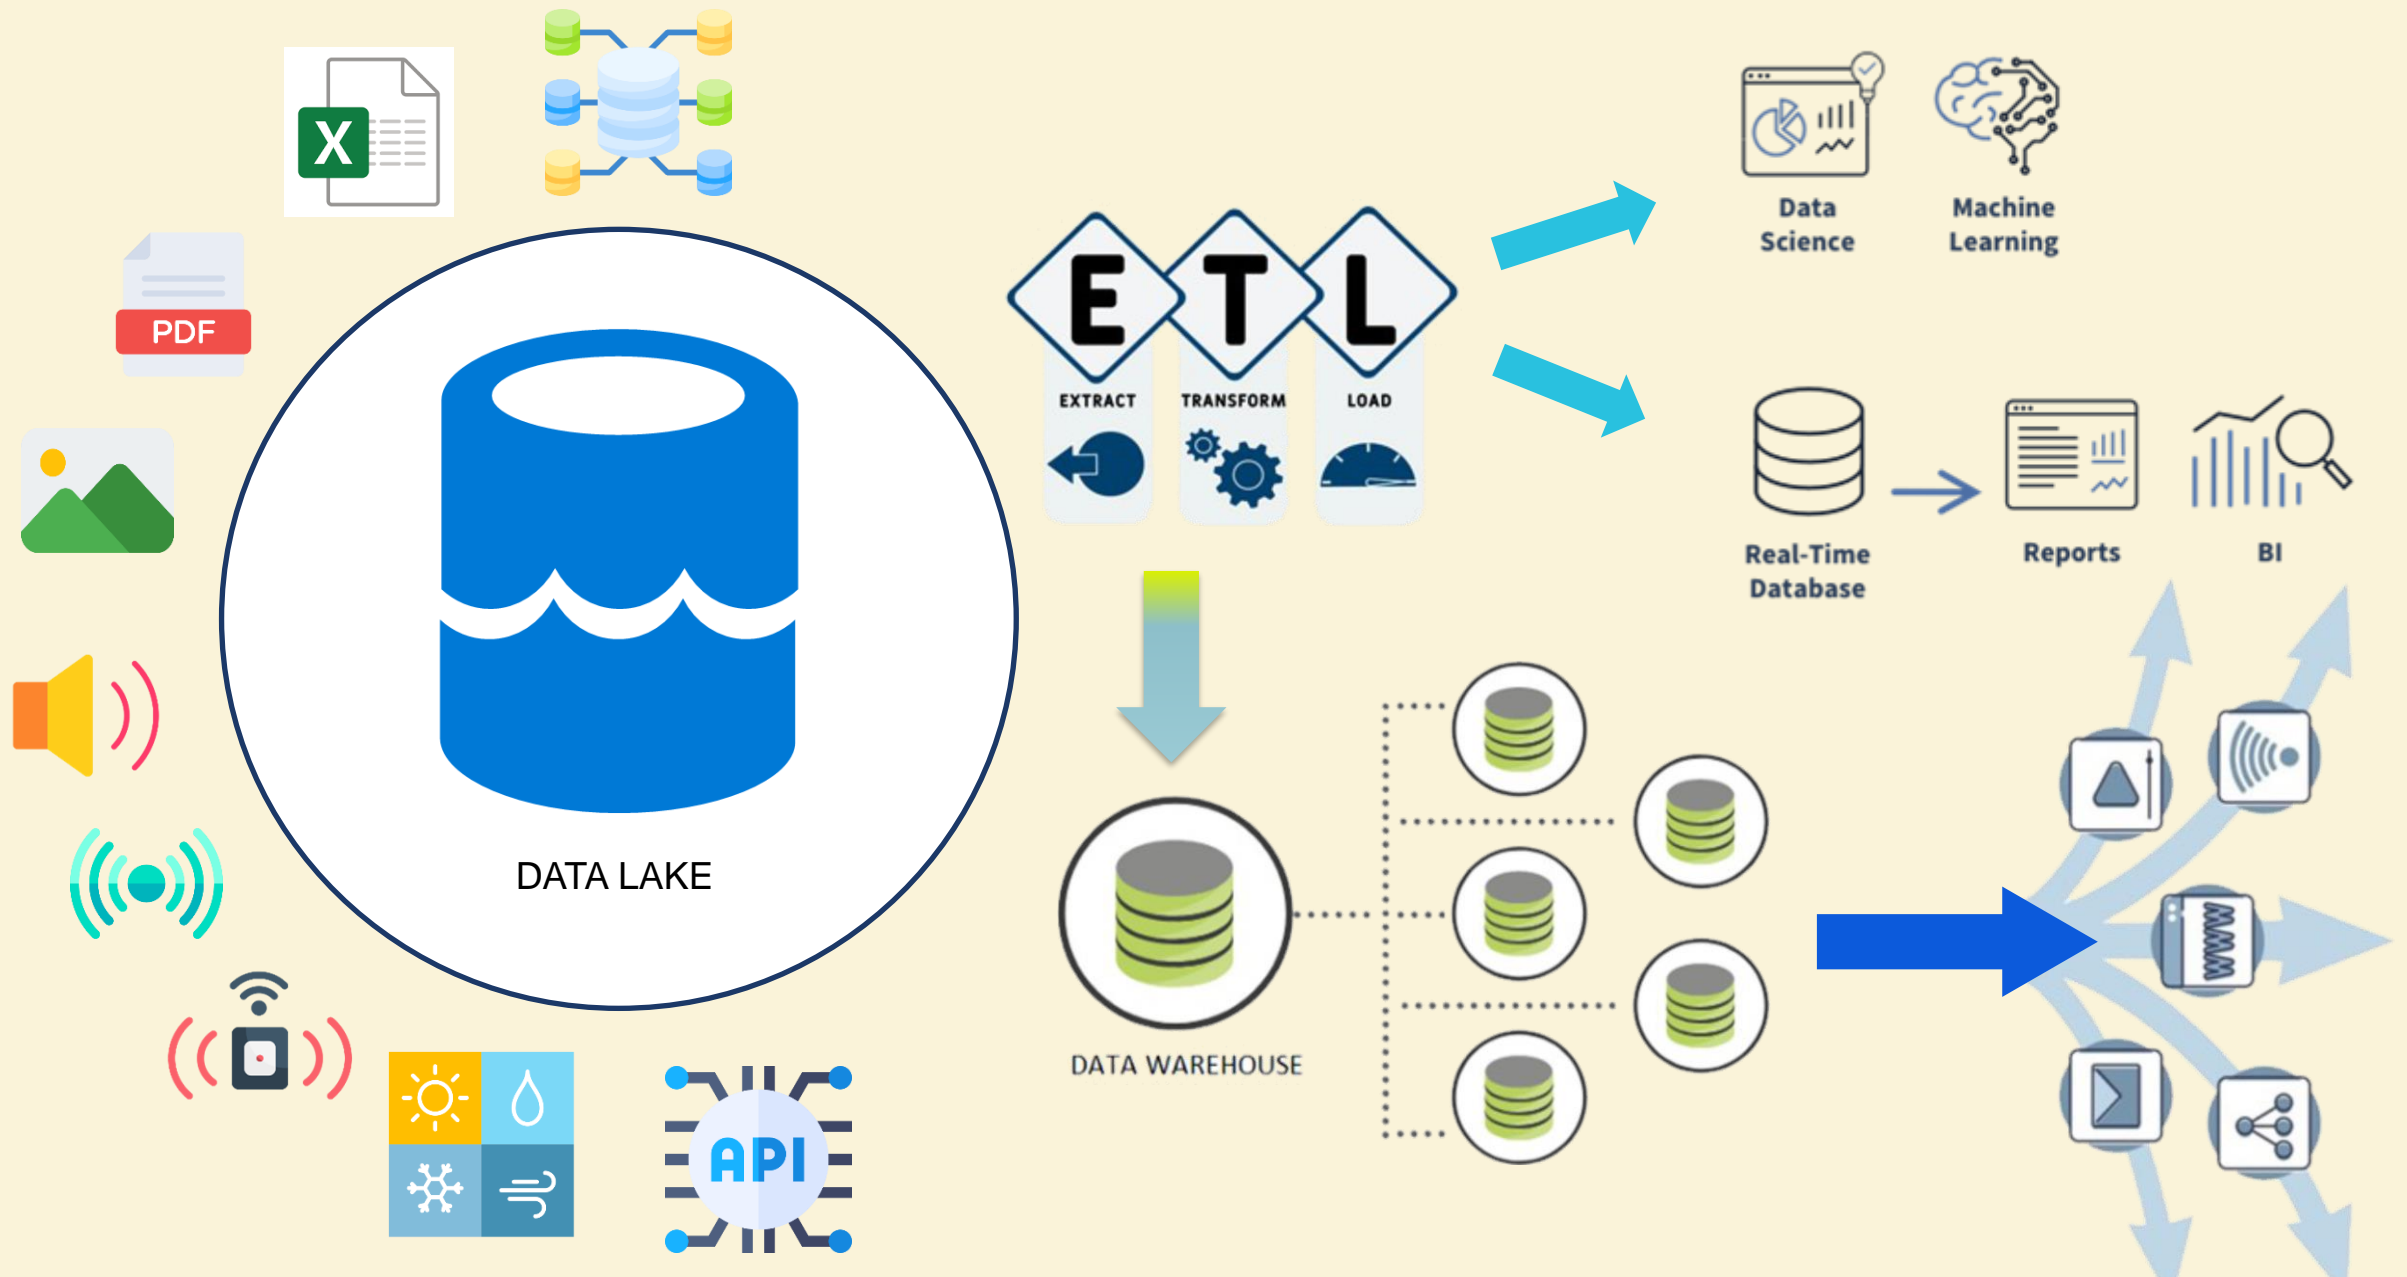 X
PDF
DATA LAKE
API
E T L
EXTRACT TRANSFORM LOAD
Data
Science
Machine
Learning
Real-Time
Database
Reports
BI
DATA WAREHOUSE